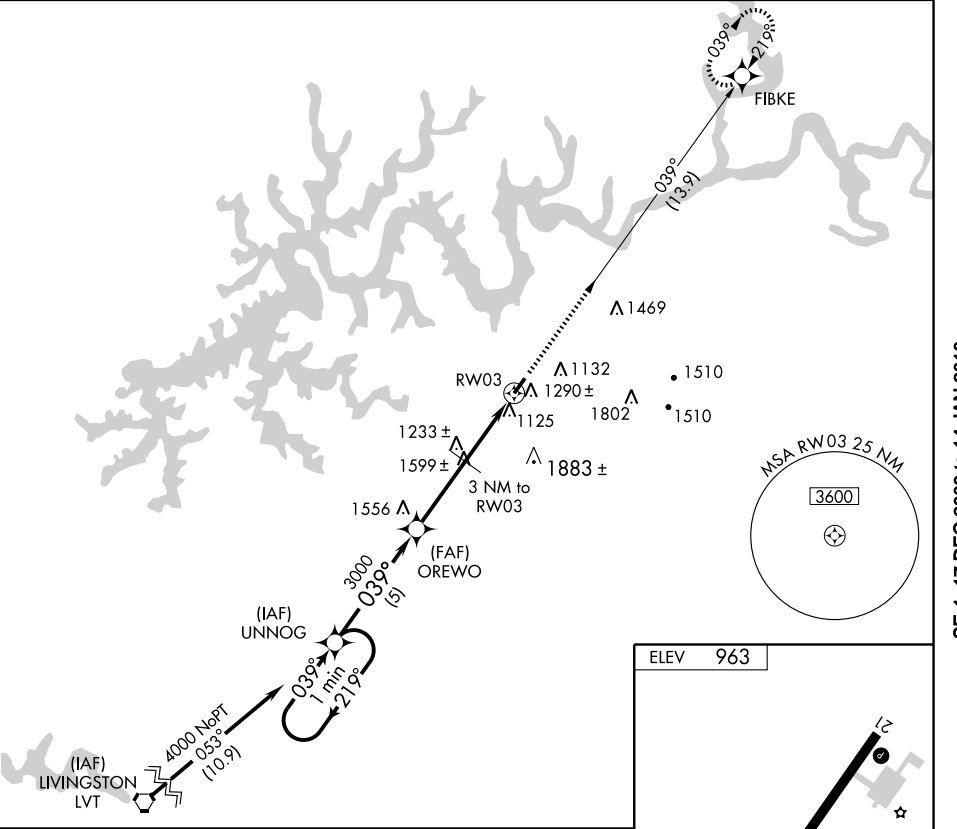 039°
219°
FIBKE
039°
(13.9)
1469
RW03
1132
1290 ±
1125
1802
1510
1510
1233 ±
1599 ±
1883 ±
3 NM to
RW03
MSA RW03 25 NM
3600
1556
(FAF)
OREWO
3000
039°
(5)
(IAF)
UNNOG
039°
1 min
219°
4000 NoPT
053°
(10.9)
(IAF)
LIVINGSTON
LVT
ELEV 963
21
P